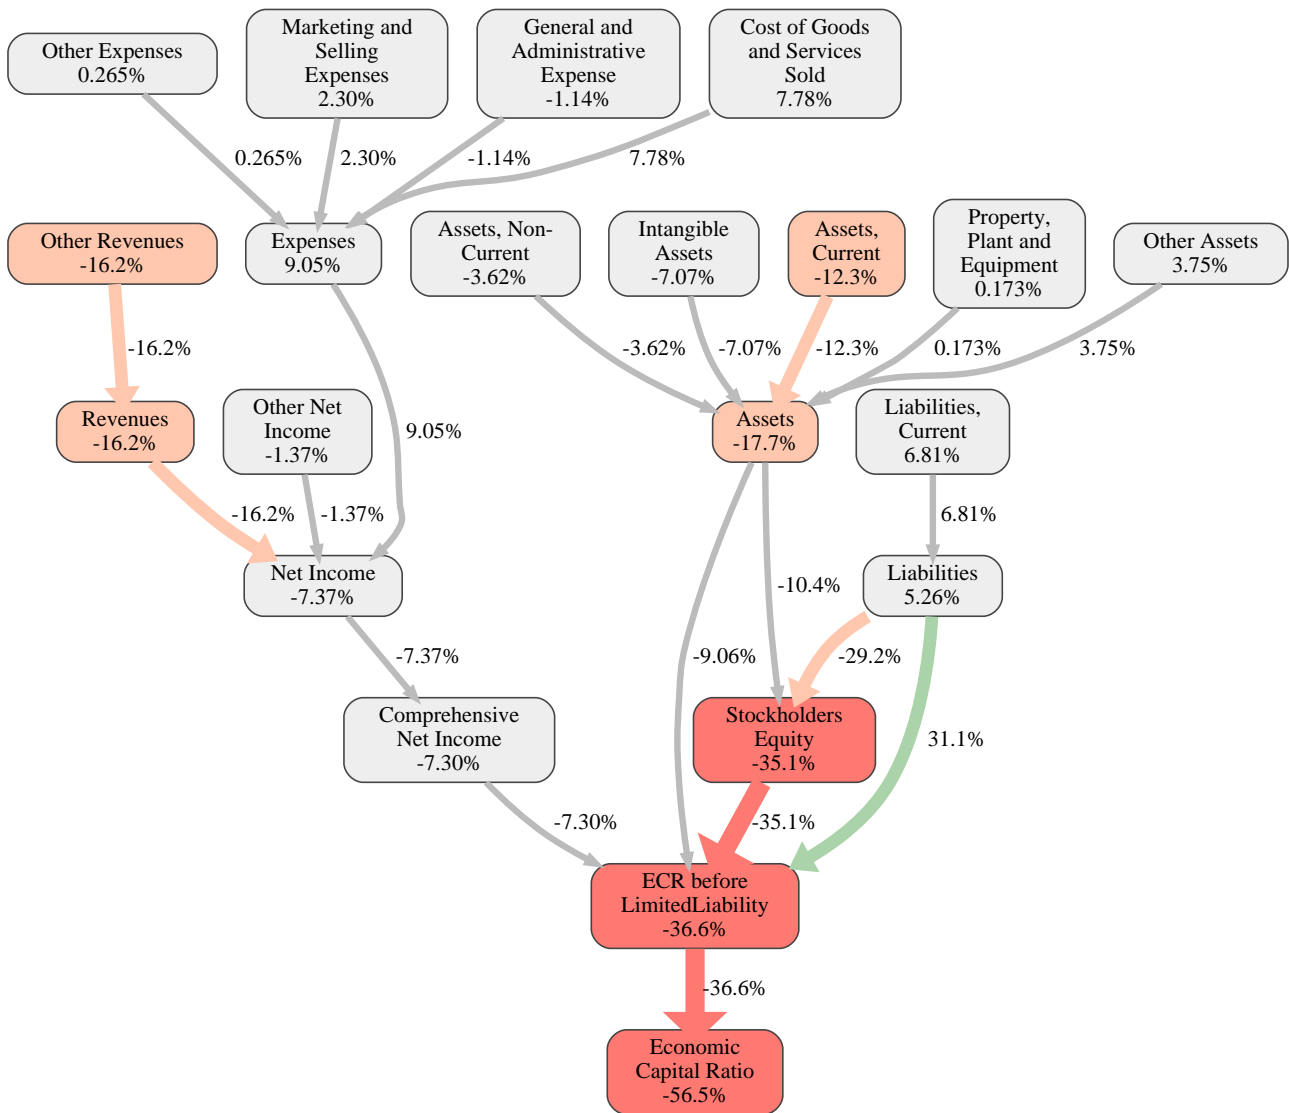 Other Expenses
0.265%
Marketing and
Selling
Expenses
2.30%
General and
Administrative
Expense
-1.14%
Cost of Goods
and Services
Sold
7.78%
0.265%
2.30%
-1.14%
7.78%
Other Revenues
-16.2%
Expenses
9.05%
Assets, Non-
Current
-3.62%
Intangible
Assets
-7.07%
Assets,
Current
-12.3%
Property,
Plant and
Equipment
0.173%
Other Assets
3.75%
-16.2%
-3.62%
-7.07%
-12.3%
0.173%
3.75%
Revenues
-16.2%
Other Net
Income
-1.37%
9.05%
Assets
-17.7%
Liabilities,
Current
6.81%
-16.2%
-1.37%
6.81%
Net Income
-7.37%
-10.4%
Liabilities
5.26%
-7.37%
-9.06%
-29.2%
Comprehensive
Net Income
-7.30%
Stockholders
Equity
-35.1%
31.1%
-7.30%
-35.1%
ECR before
LimitedLiability
-36.6%
-36.6%
Economic
Capital Ratio
-56.5%